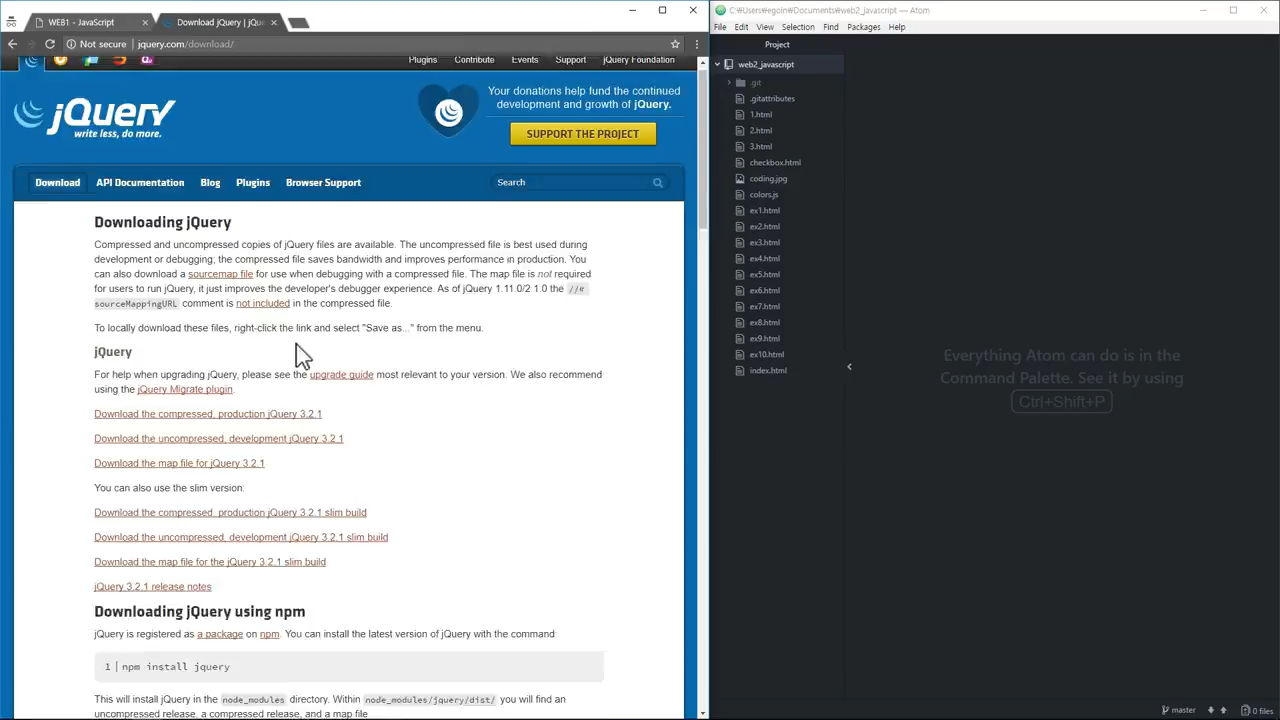 WEB1 - JavaScript
Download jQuery | jQ
Not secure
jquery.com/download/
Plugins
Contribute
Events
Support
jQuery Foundation
jQuery
write less, do more.
Your donations help fund the continued
development and growth of jQuery.
SUPPORT THE PROJECT
Download
API Documentation
Blog
Plugins
Browser Support
Search
Downloading jQuery
Compressed and uncompressed copies of jQuery files are available. The uncompressed file is best used during
development or debugging; the compressed file saves bandwidth and improves performance in production. You
can also download a sourcemap file for use when debugging with a compressed file. The map file is not required
for users to run jQuery, it just improves the developer's debugger experience. As of jQuery 1.11.0/2 1.0 the //#
sourceMappingURL comment is not included in the compressed file.
To locally download these files, right-click the link and select "Save as..." from the menu.
jQuery
For help when upgrading jQuery, please see the upgrade guide most relevant to your version. We also recommend
using the jQuery Migrate plugin.
Download the compressed, production jQuery 3.2.1
Download the uncompressed, development jQuery 3.2.1
Download the map file for jQuery 3.2.1
You can also use the slim version:
Download the compressed, production jQuery 3.2.1 slim build
Download the uncompressed, development jQuery 3.2.1 slim build
Download the map file for the jQuery 3.2.1 slim build
jQuery 3.2.1 release notes
Downloading jQuery using npm
jQuery is registered as a package on npm. You can install the latest version of jQuery with the command:
1 npm install jquery
This will install jQuery in the node_modules directory. Within node_modules/jquery/dist/ you will find an
uncompressed release, a compressed release, and a map file
C:₩Users₩egoin₩Documents₩web2_javascript — Atom
File
Edit
View
Selection
Find
Packages
Help
Project
web2_javascript
.git
.gitattributes
1.html
2.html
3.html
checkbox.html
coding.jpg
colors.js
ex1.html
ex2.html
ex3.html
ex4.html
ex5.html
ex6.html
ex7.html
ex8.html
ex9.html
ex10.html
index.html
Everything Atom can do is in the
Command Palette. See it by using
Ctrl+Shift+P
master
0 files